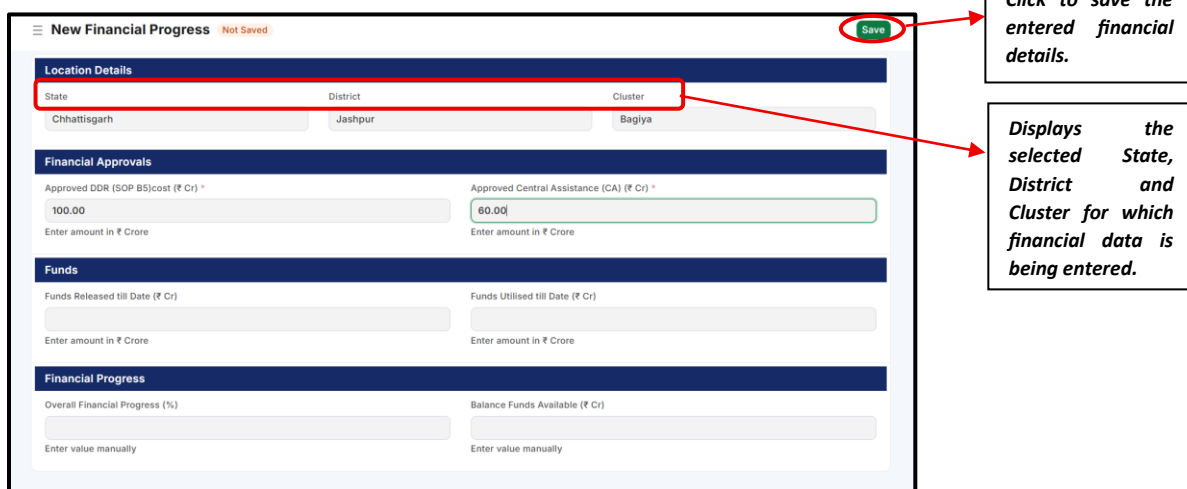 New Financial Progress Not Saved
Save
Location Details
State District Cluster
Chhattisgarh Jashpur Bagiya
Financial Approvals
Approved DDR (SOP B5)cost (₹ Cr) * Approved Central Assistance (CA) (₹ Cr) *
100.00 60.00
Enter amount in ₹ Crore Enter amount in ₹ Crore
Funds
Funds Released till Date (₹ Cr) Funds Utilised till Date (₹ Cr)
Enter amount in ₹ Crore Enter amount in ₹ Crore
Financial Progress
Overall Financial Progress (%) Balance Funds Available (₹ Cr)
Enter value manually Enter value manually
Click to save the
entered financial
details.
Displays the
selected State,
District and
Cluster for which
financial data is
being entered.